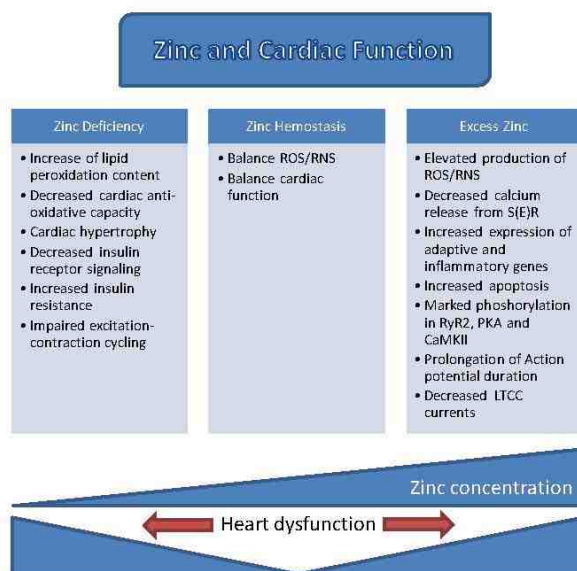 Zinc and Cardiac Function
Zinc Deficiency
• Increase of lipid
peroxidation content
• Decreased cardiac anti-
oxidative capacity
• Cardiac hypertrophy
• Decreased insulin
receptor signaling
• Increased insulin
resistance
• Impaired excitation-
contraction cycling
Zinc Hemostasis
• Balance ROS/RNS
• Balance cardiac
function
Excess Zinc
• Elevated production of
ROS/RNS
• Decreased calcium
release from S(E)R
• Increased expression of
adaptive and
inflammatory genes
• Increased apoptosis
• Marked phoshorylation
in RyR2, PKA and
CaMKII
• Prolongation of Action
potential duration
• Decreased LTCC
currents
Zinc concentration
Heart dysfunction